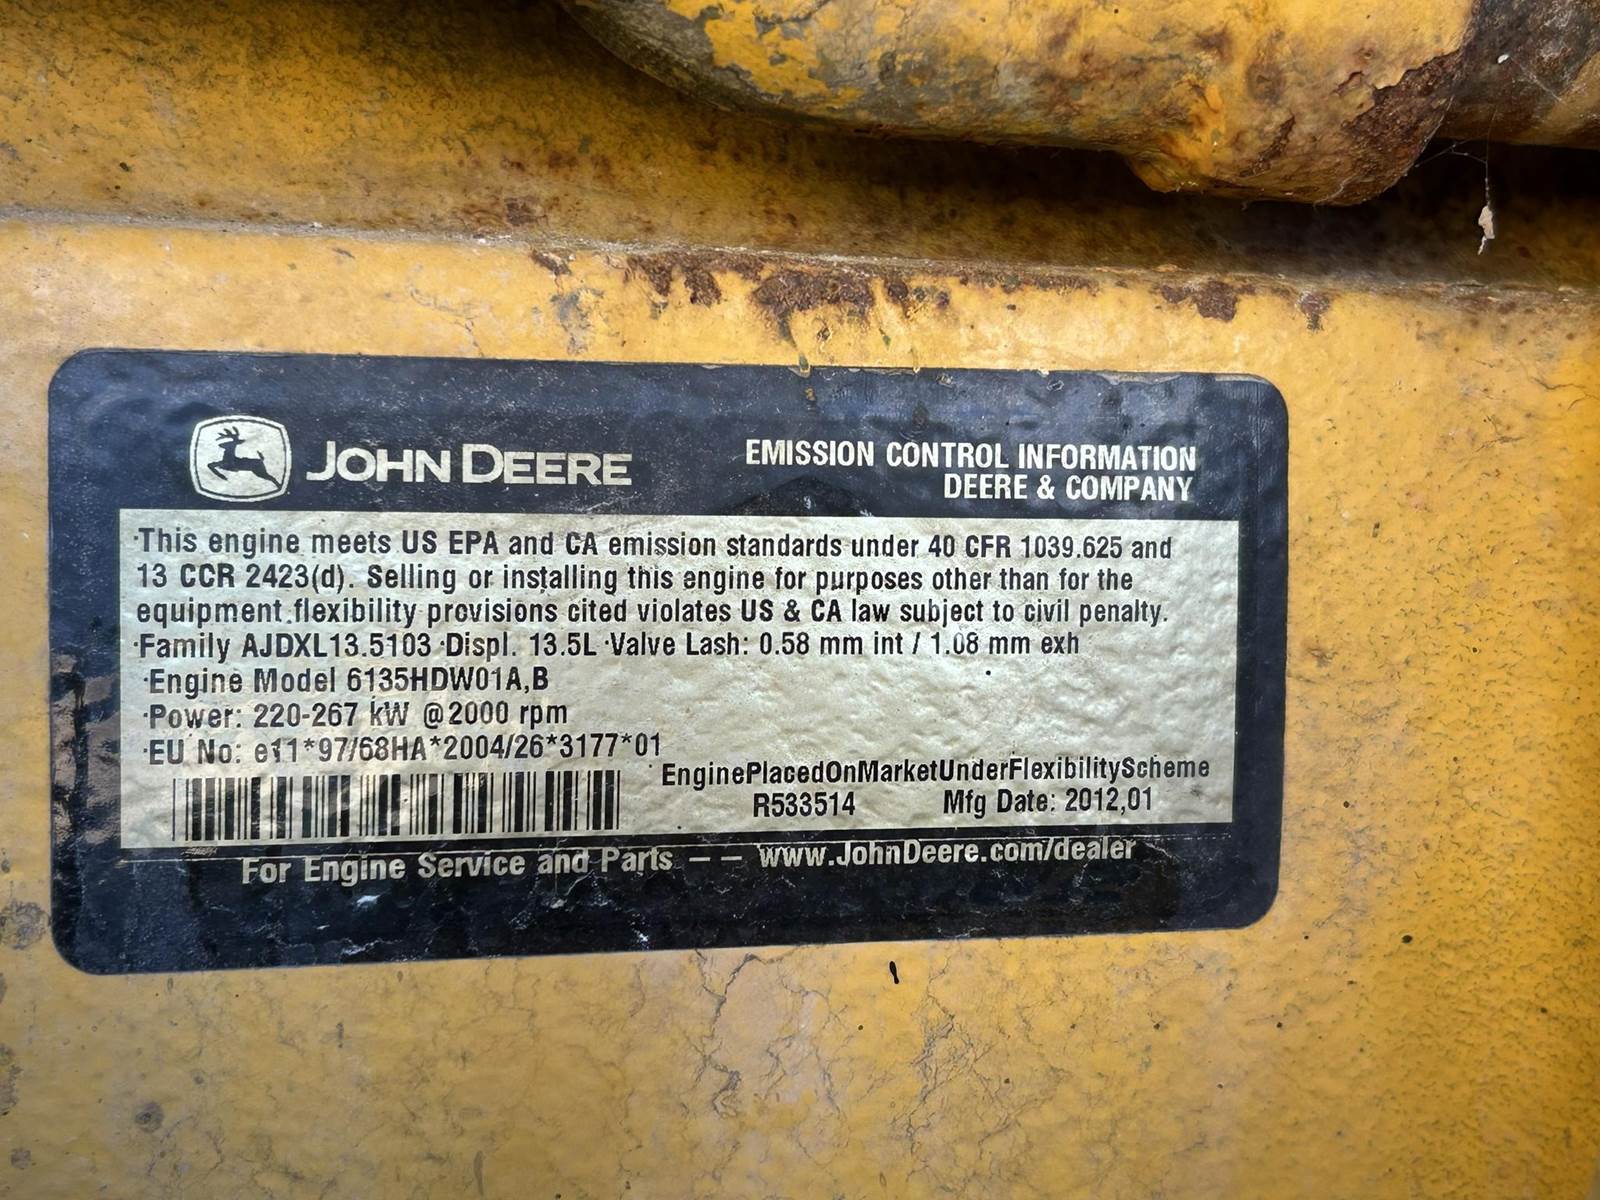 JOHN DEERE
EMISSION CONTROL INFORMATION
DEERE & COMPANY
·This engine meets US EPA and CA emission standards under 40 CFR 1039.625 and
13 CCR 2423(d). Selling or installing this engine for purposes other than for the
equipment flexibility provisions cited violates US & CA law subject to civil penalty.
·Family AJDXL13.5103 ·Displ. 13.5L ·Valve Lash: 0.58 mm int / 1.08 mm exh
·Engine Model 6135HDW01A,B
·Power: 220-267 kW @2000 rpm
·EU No: e11*97/68HA*2004/26*3177*01
EnginePlacedOnMarketUnderFlexibilityScheme
R533514 Mfg Date: 2012,01
For Engine Service and Parts –– www.JohnDeere.com/dealer